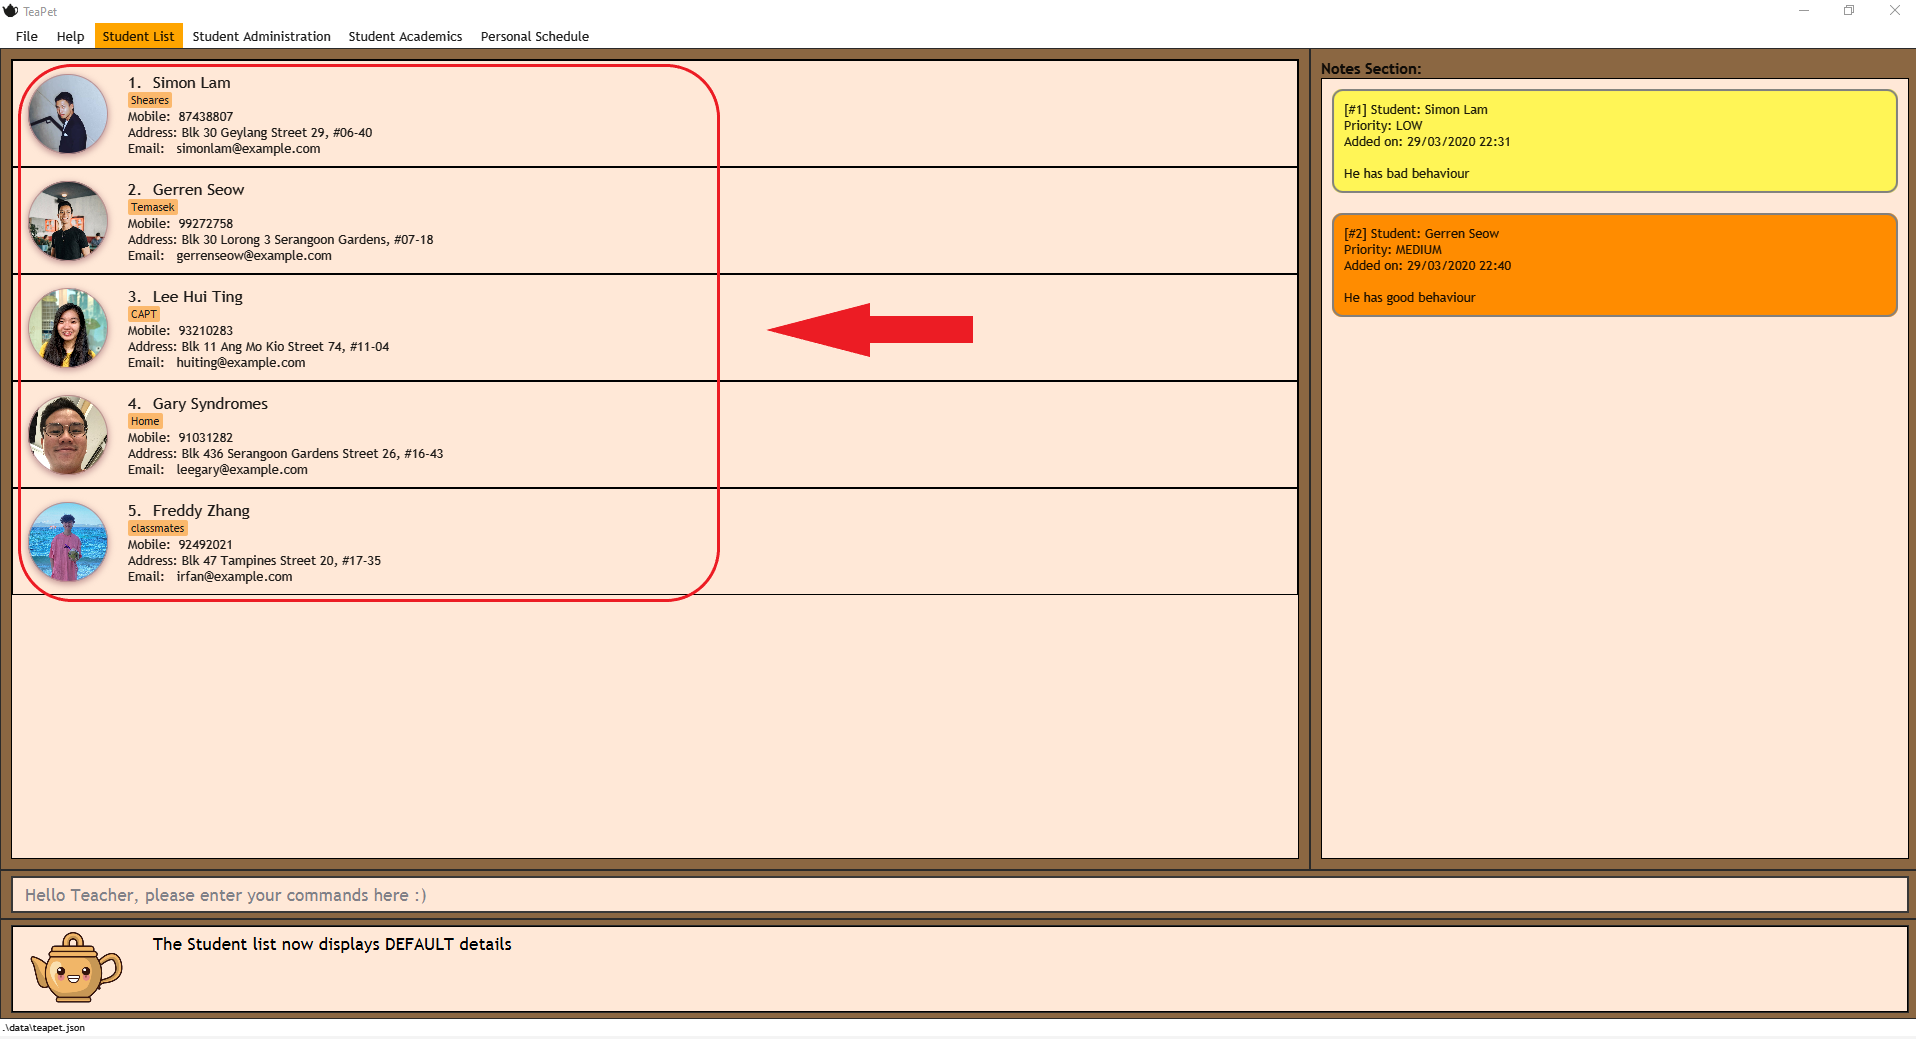 TeaPet
File Help Student List Student Administration Student Academics Personal Schedule
1. Simon Lam
Sheares
Mobile: 87438807
Address: Blk 30 Geylang Street 29, #06-40
Email: simonlam@example.com
2. Gerren Seow
Temasek
Mobile: 99272758
Address: Blk 30 Lorong 3 Serangoon Gardens, #07-18
Email: gerrenseow@example.com
3. Lee Hui Ting
CAPT
Mobile: 93210283
Address: Blk 11 Ang Mo Kio Street 74, #11-04
Email: huiting@example.com
4. Gary Syndromes
Home
Mobile: 91031282
Address: Blk 436 Serangoon Gardens Street 26, #16-43
Email: leegary@example.com
5. Freddy Zhang
classmates
Mobile: 92492021
Address: Blk 47 Tampines Street 20, #17-35
Email: irfan@example.com
Notes Section:
[#1] Student: Simon Lam
Priority: LOW
Added on: 29/03/2020 22:31
He has bad behaviour
[#2] Student: Gerren Seow
Priority: MEDIUM
Added on: 29/03/2020 22:40
He has good behaviour
Hello Teacher, please enter your commands here :)
The Student list now displays DEFAULT details
.\data\teapet.json